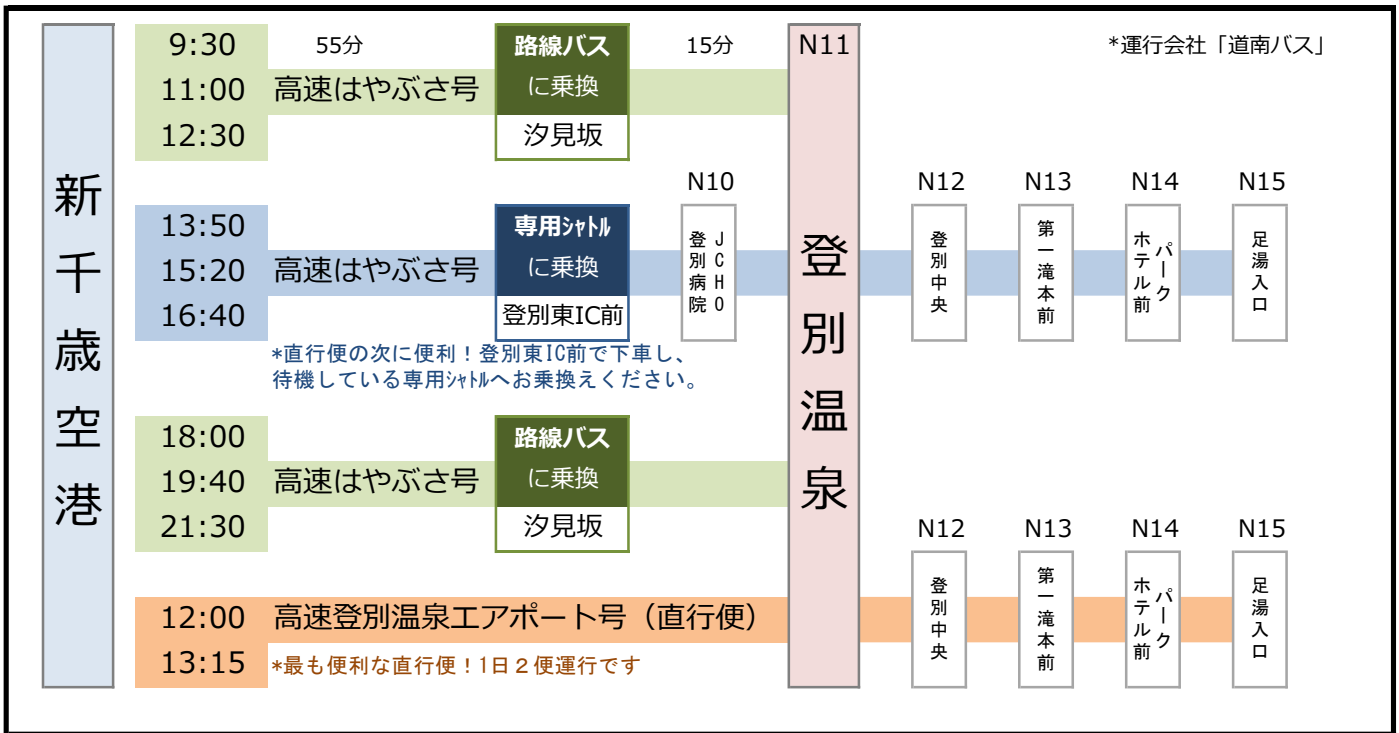 新千歳空港
9:30 55分 路線バス 15分 N11 *運行会社「道南バス」
11:00 高速はやぶさ号 に乗換
12:30 汐見坂
登別温泉
N10 N12 N13 N14 N15
13:50 専用ｼｬﾄﾙ
15:20 高速はやぶさ号 に乗換
16:40 登別東IC前
JCHO
登別病院
登別中央
第一滝本前
パーク
ホテル前
足湯入口
*直行便の次に便利！登別東IC前で下車し、
待機している専用ｼｬﾄﾙへお乗換えください。
18:00 路線バス
19:40 高速はやぶさ号 に乗換
21:30 汐見坂
N12 N13 N14 N15
12:00 高速登別温泉エアポート号（直行便）
13:15 *最も便利な直行便！1日２便運行です
登別中央
第一滝本前
パーク
ホテル前
足湯入口